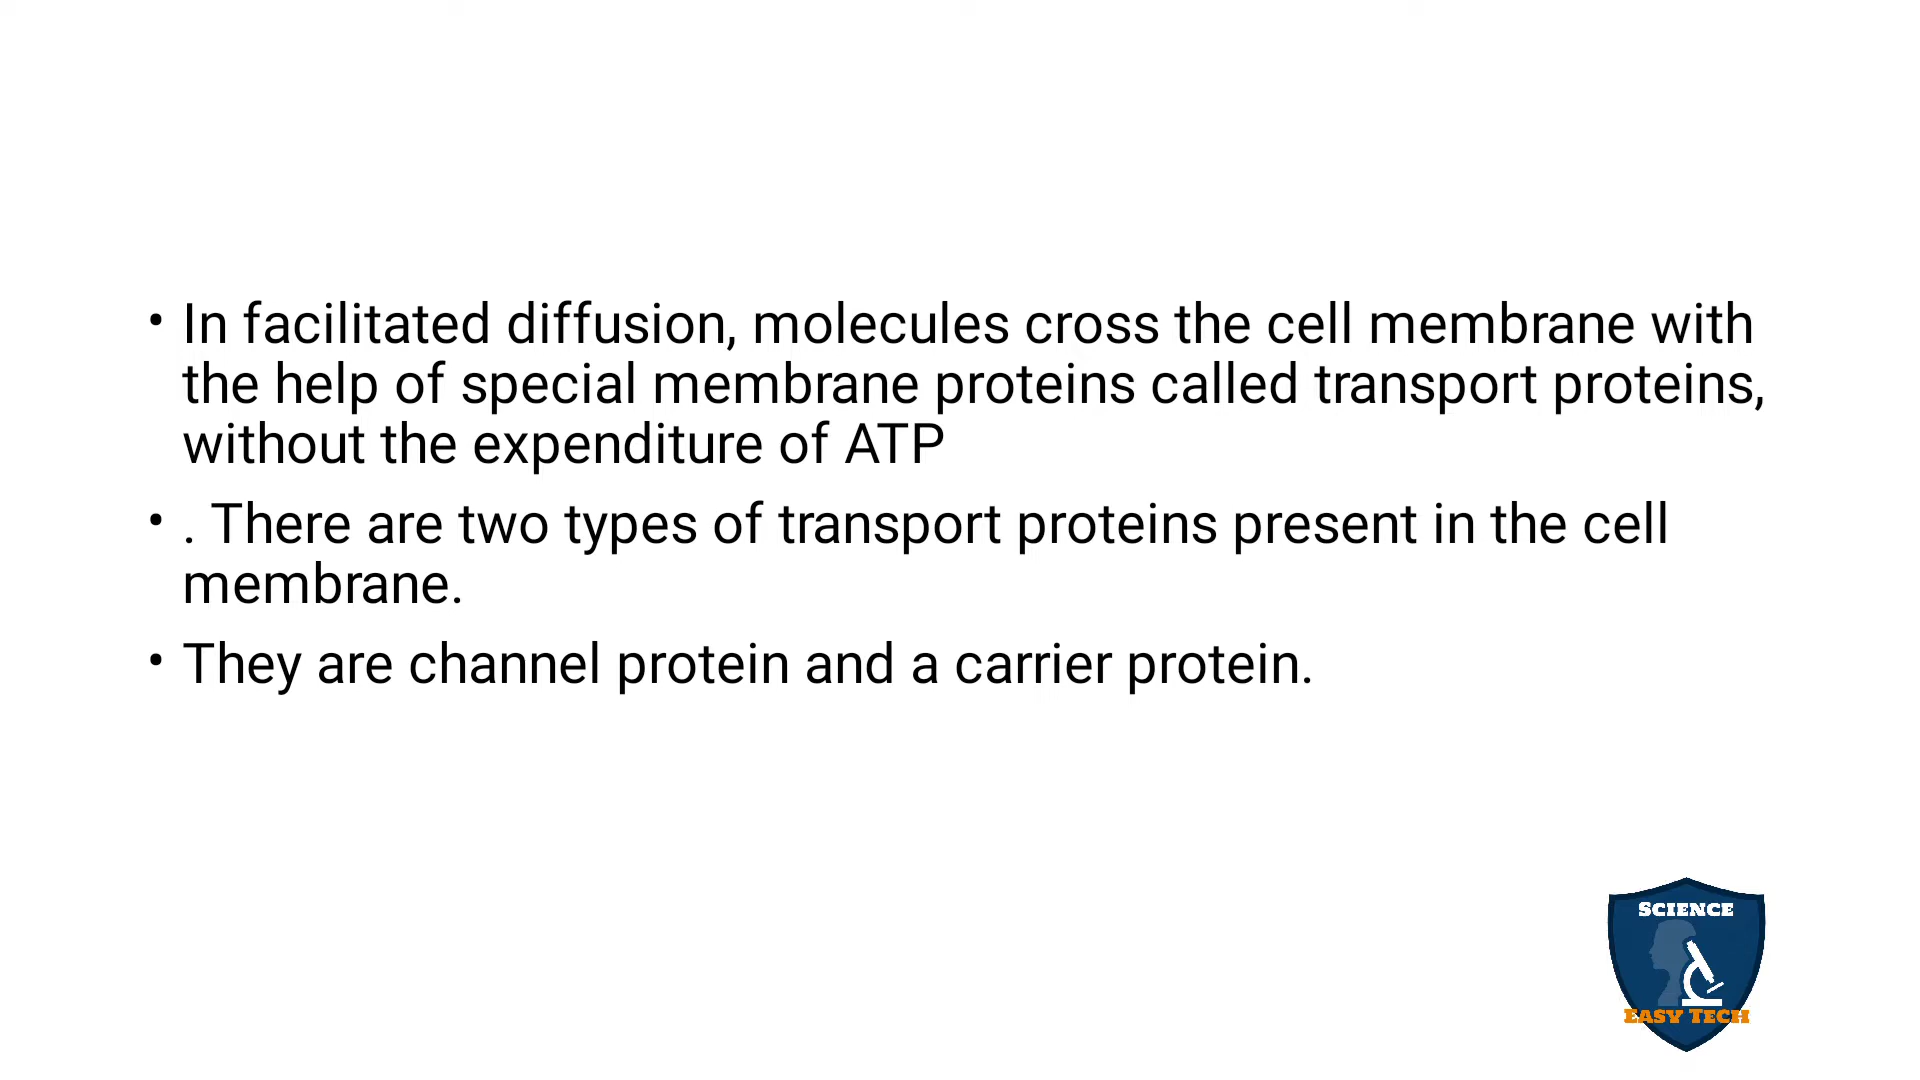 • In facilitated diffusion, molecules cross the cell membrane with
the help of special membrane proteins called transport proteins,
without the expenditure of ATP
• . There are two types of transport proteins present in the cell
membrane.
• They are channel protein and a carrier protein.
SCIENCE
EASY TECH